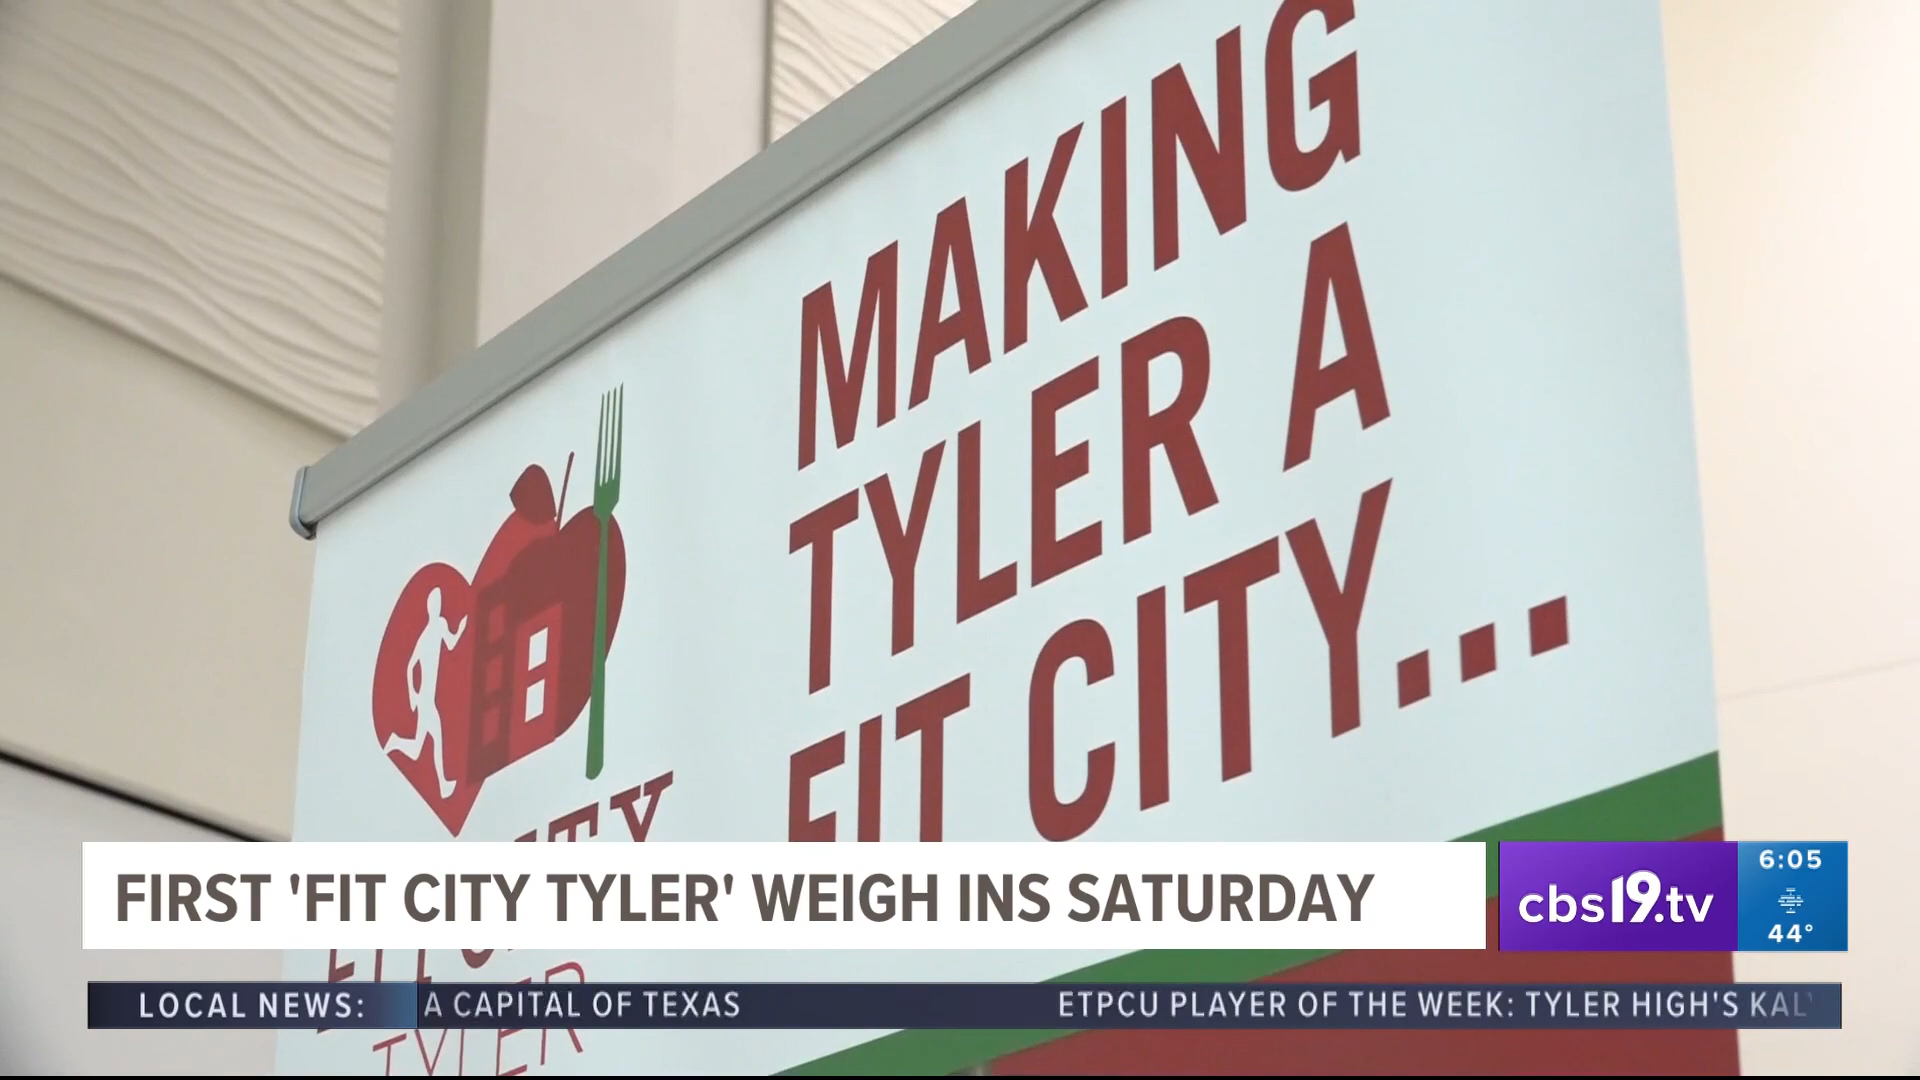 MAKING
TYLER A
FIT CITY...
TYLER
FIRST 'FIT CITY TYLER' WEIGH INS SATURDAY
cbs19.tv
6:05
44°
LOCAL NEWS: A CAPITAL OF TEXAS ETPCU PLAYER OF THE WEEK: TYLER HIGH'S